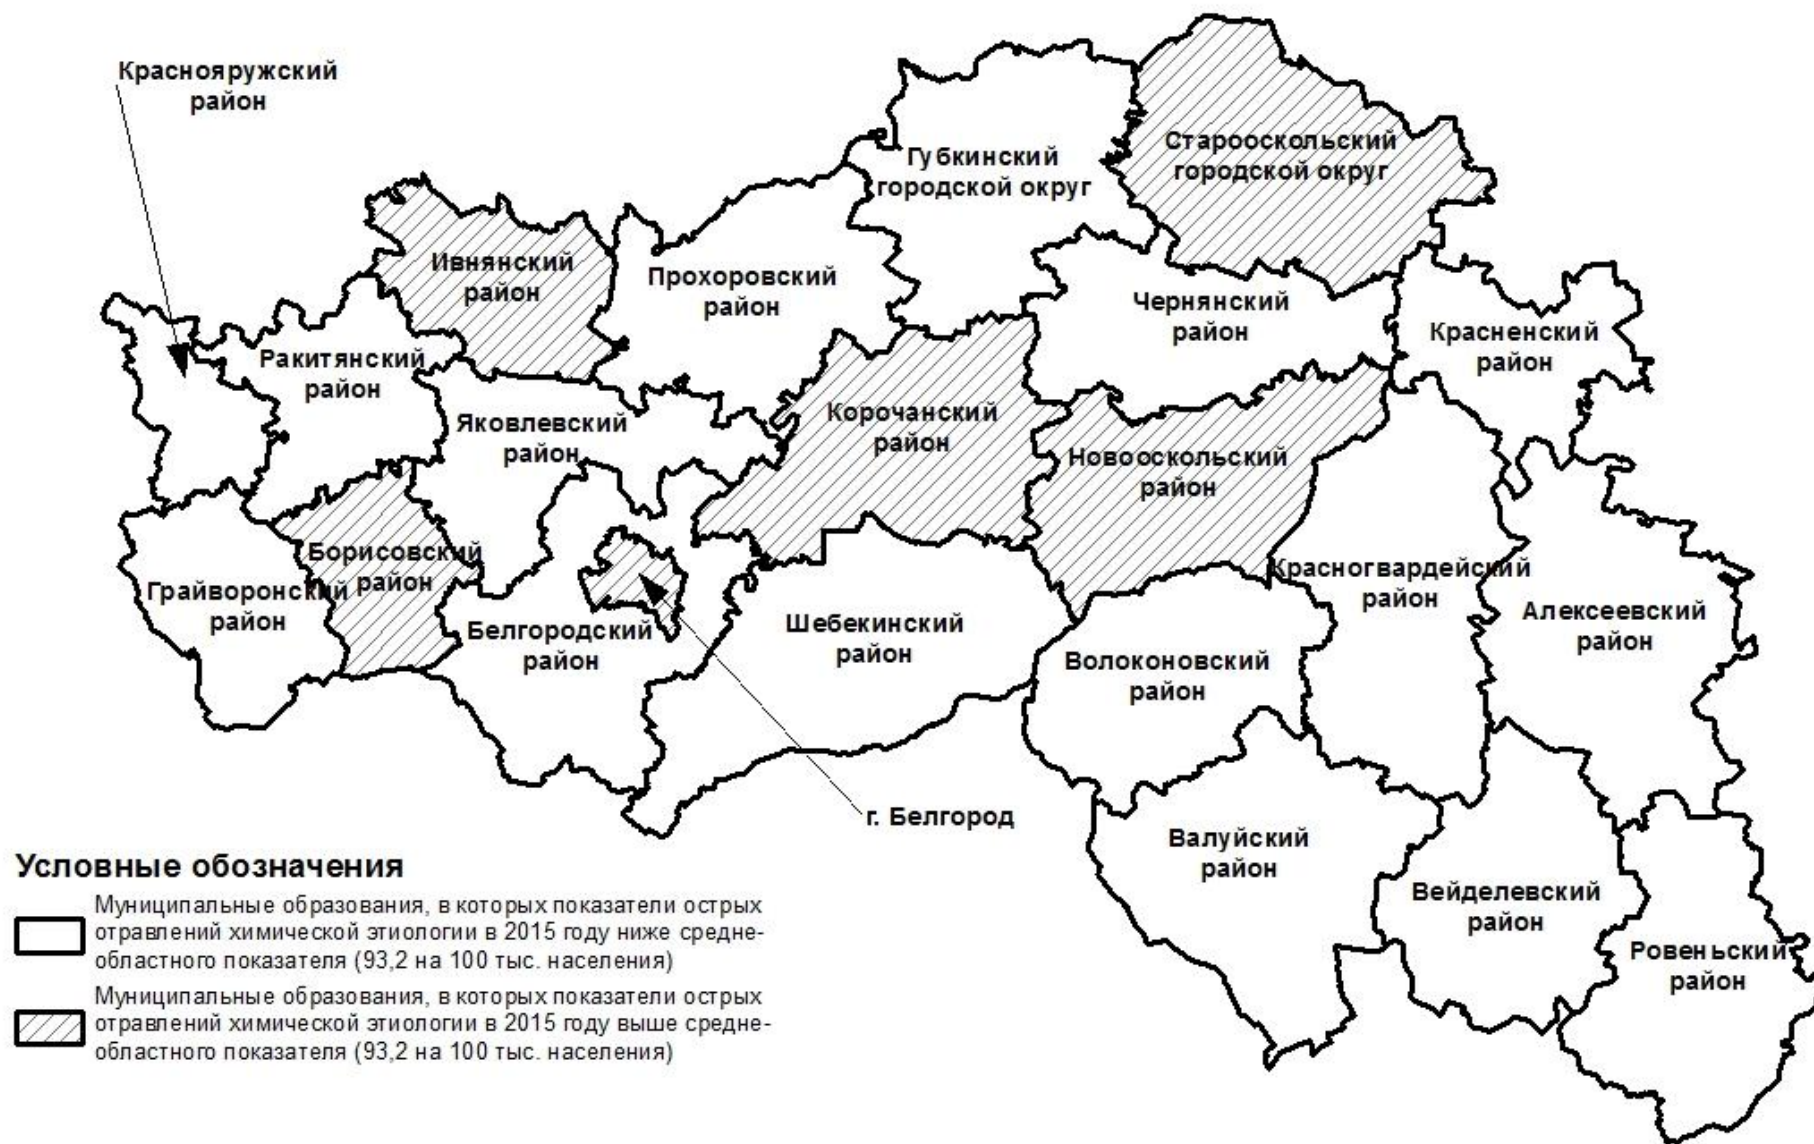 Краснояружский
район
Губкинский
городской округ
Старооскольский
городской округ
Ивнянский
район
Прохоровский
район
Чернянский
район
Красненский
район
Ракитянский
район
Яковлевский
район
Корочанский
район
Новооскольский
район
Борисовский
район
Грайворонский
район
Белгородский
район
Шебекинский
район
Красногвардейский
район
Алексеевский
район
Волоконовский
район
г. Белгород
Валуйский
район
Вейделевский
район
Ровеньский
район
Условные обозначения
Муниципальные образования, в которых показатели острых
отравлений химической этиологии в 2015 году ниже средне-
областного показателя (93,2 на 100 тыс. населения)
Муниципальные образования, в которых показатели острых
отравлений химической этиологии в 2015 году выше средне-
областного показателя (93,2 на 100 тыс. населения)